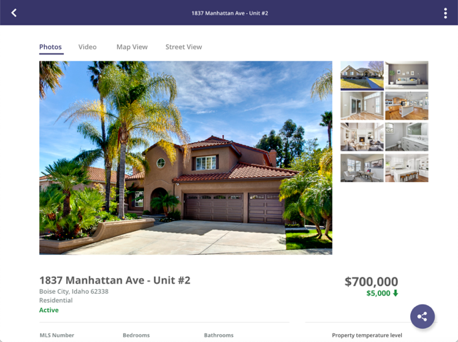 1837 Manhattan Ave - Unit #2
Photos Video Map View Street View
1837 Manhattan Ave - Unit #2
Boise City, Idaho 62338
Residential
Active
$700,000
$5,000
MLS Number Bedrooms Bathrooms Property temperature level